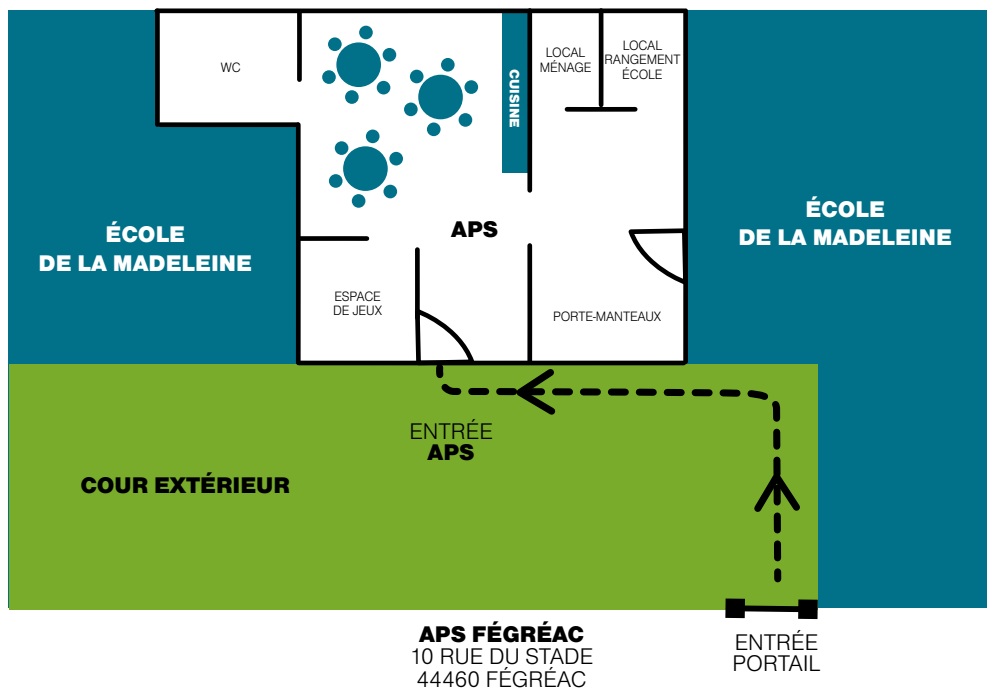 WC
LOCAL
MÉNAGE
LOCAL
RANGEMENT
ÉCOLE
CUISINE
ÉCOLE
DE LA MADELEINE
APS
ÉCOLE
DE LA MADELEINE
ESPACE
DE JEUX
PORTE-MANTEAUX
ENTRÉE
APS
COUR EXTÉRIEUR
APS FÉGRÉAC
10 RUE DU STADE
44460 FÉGRÉAC
ENTRÉE
PORTAIL